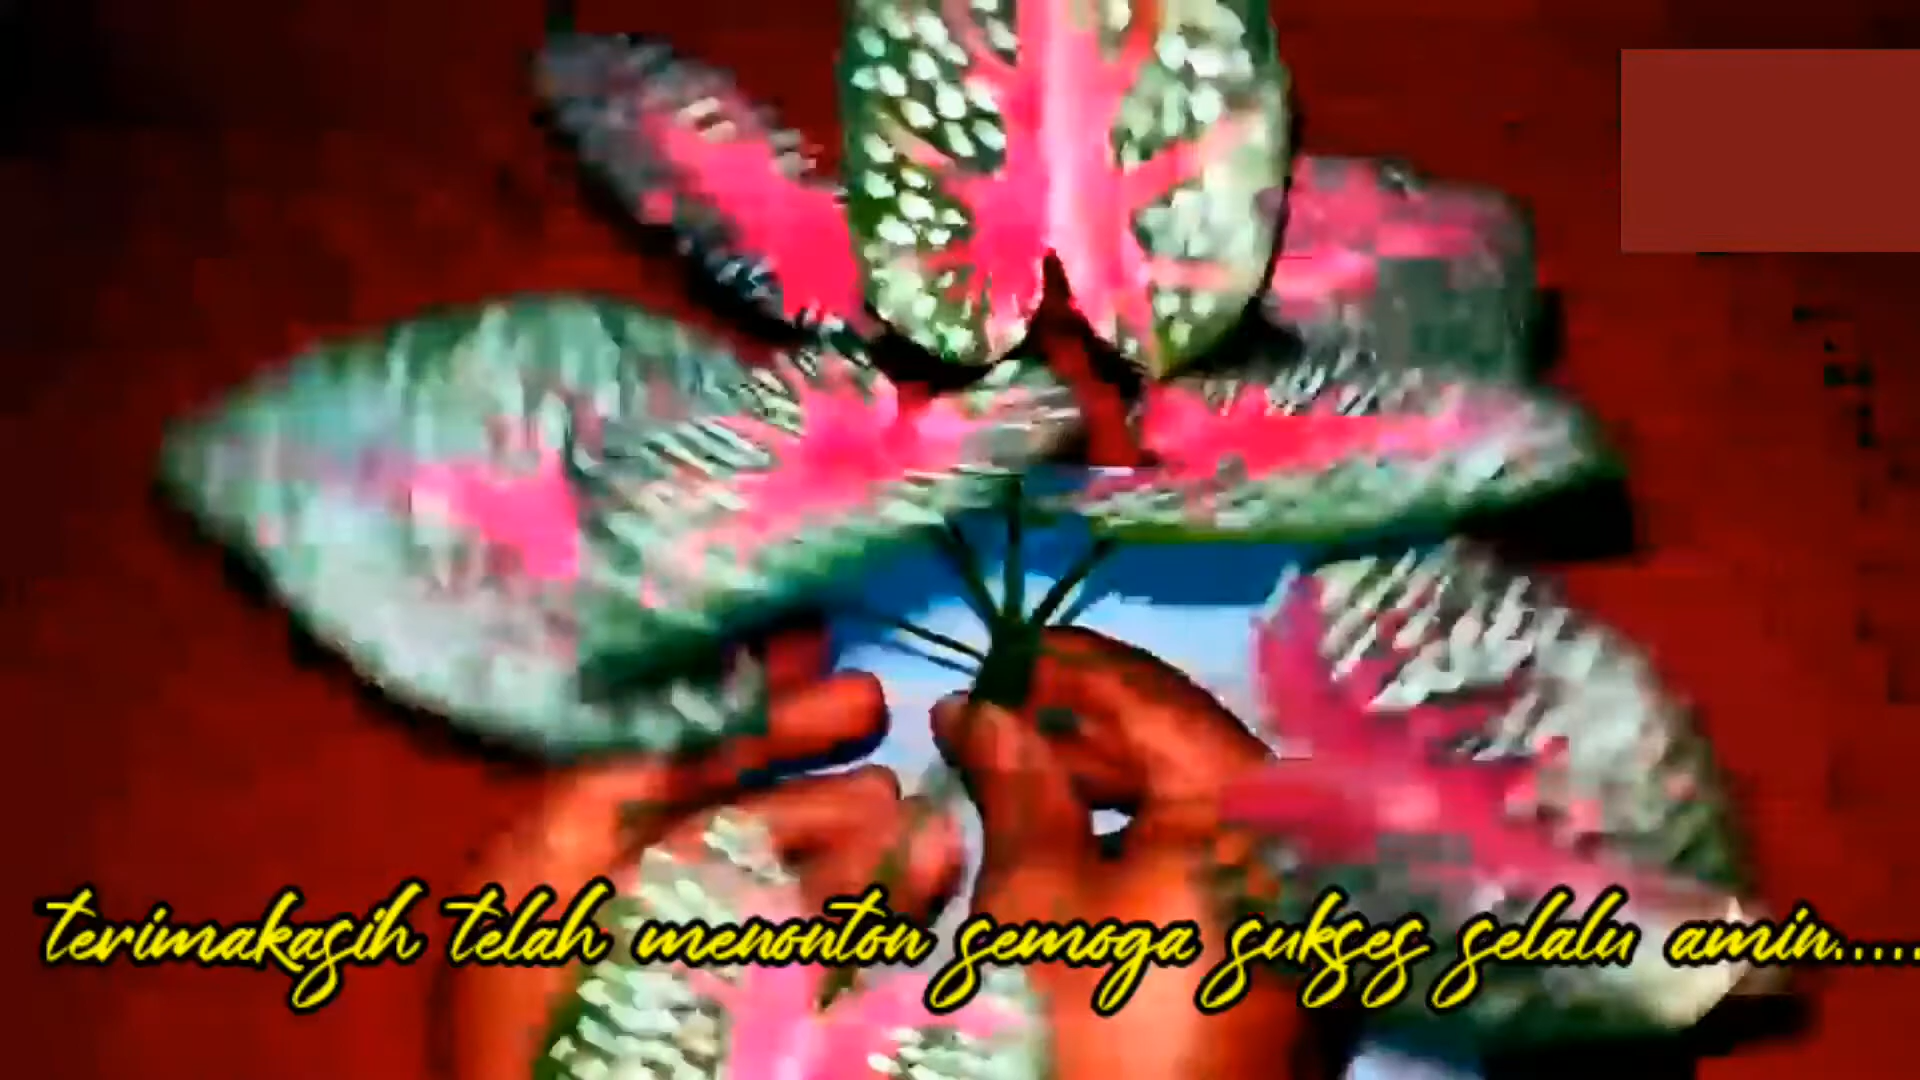 terimakasih telah menonton semoga sukses selalu amin.....